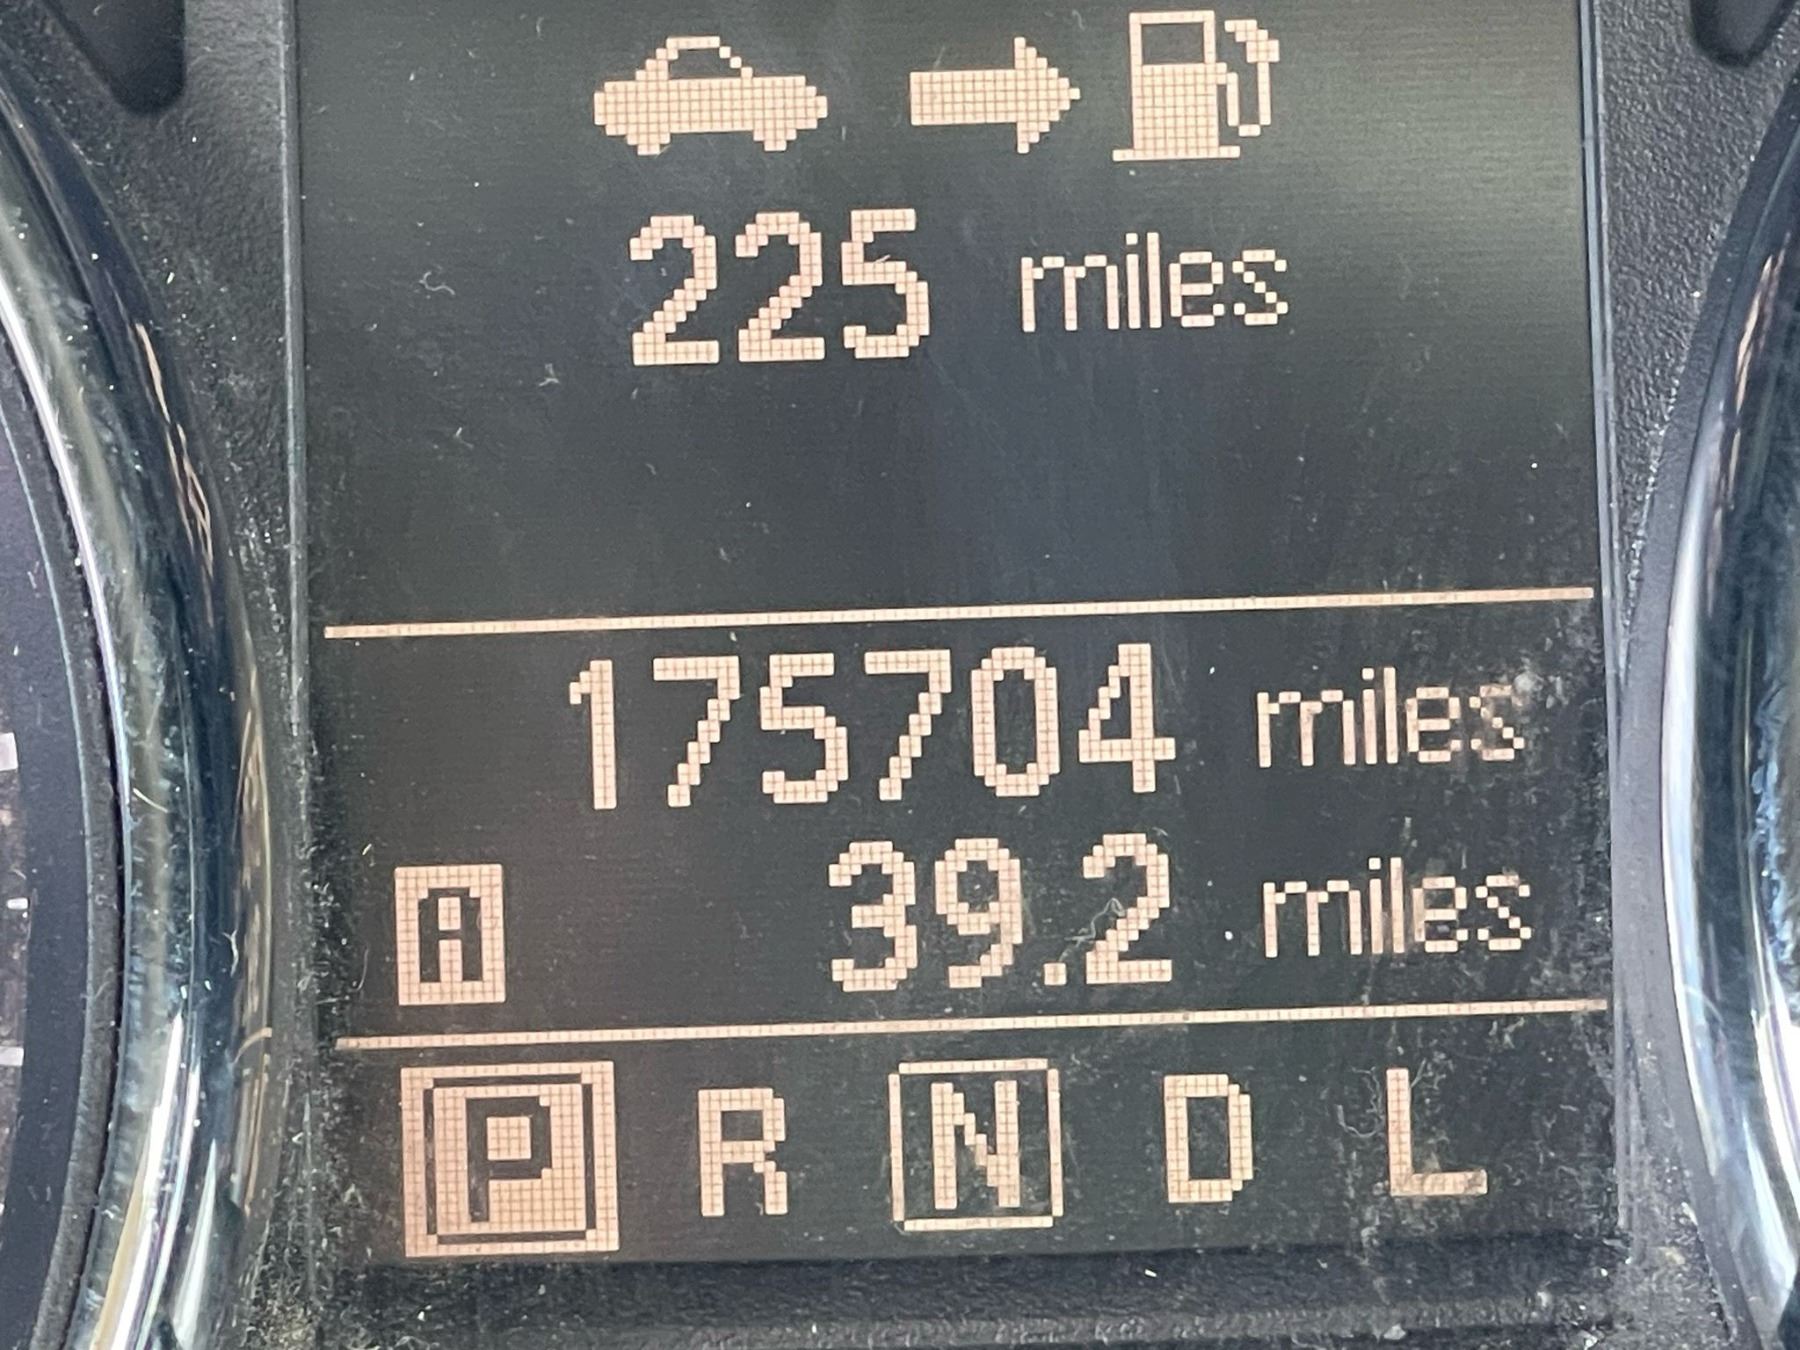 225 miles
175704 miles
A 39.2 miles
P R N D L